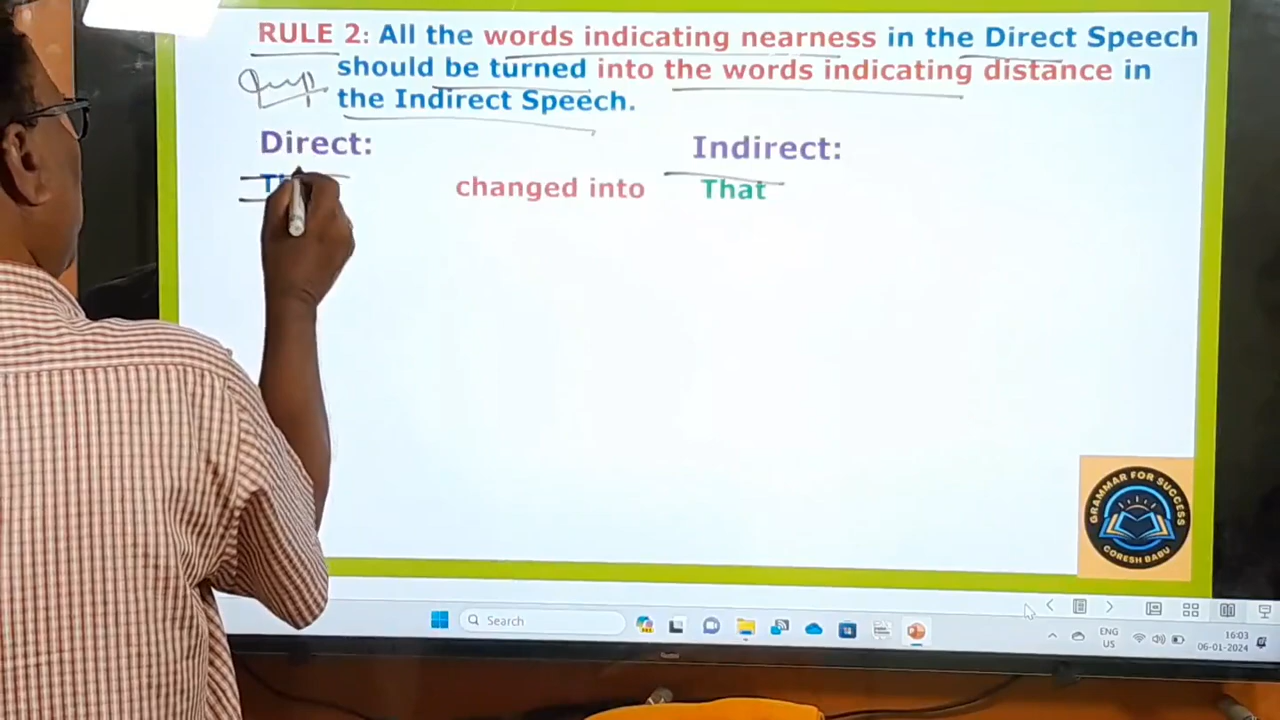 RULE 2: All the words indicating nearness in the Direct Speech
should be turned into the words indicating distance in
the Indirect Speech.
Direct:
Indirect:
changed into That
GRAMMAR FOR SUCCESS
CORESH BABU
Search
ENG
US
16:03
06-01-2024